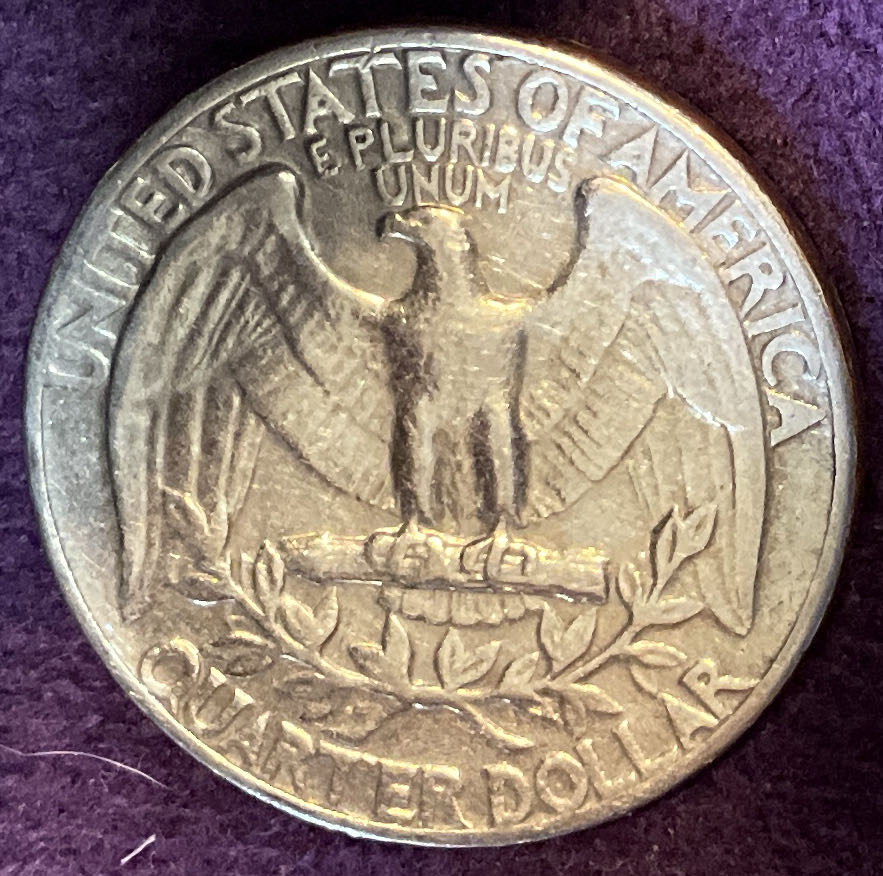 UNITED STATES OF AMERICA
E PLURIBUS
UNUM
QUARTER DOLLAR